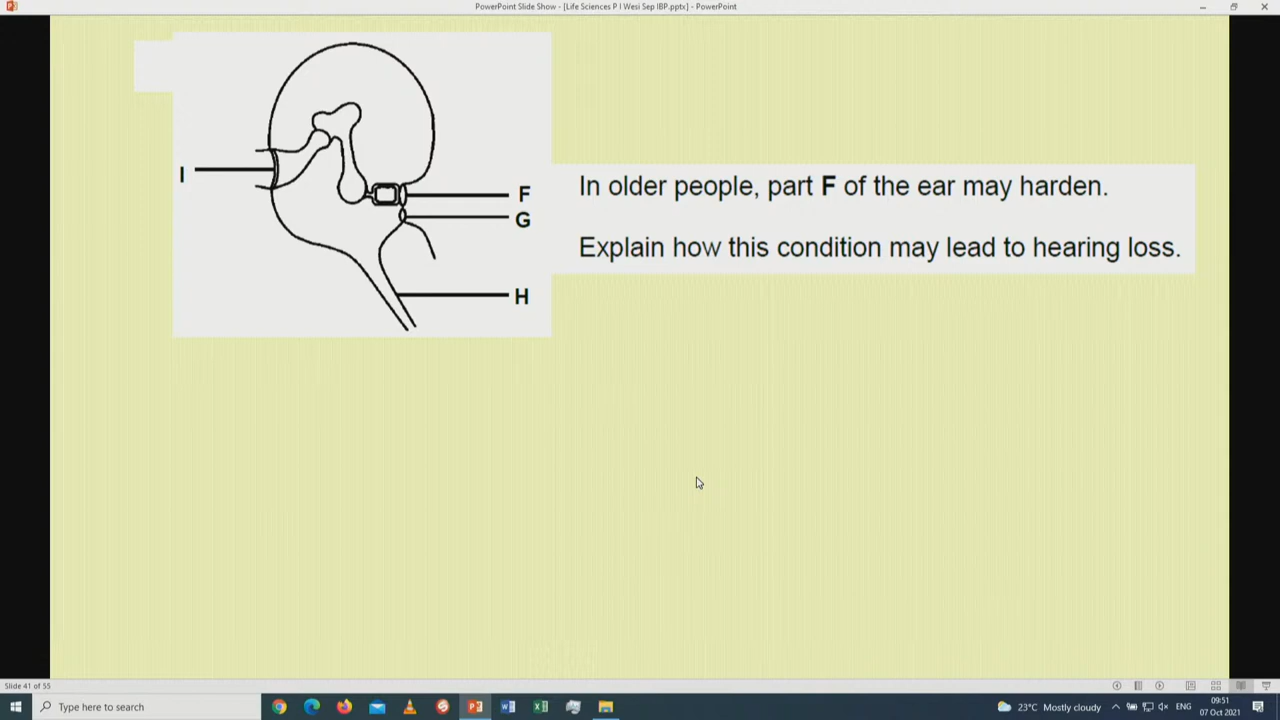 PowerPoint Slide Show - [Life Sciences P I Wesi Sep IBP.pptx] - PowerPoint
I
F
G
H
In older people, part F of the ear may harden.
Explain how this condition may lead to hearing loss.
Slide 41 of 55
Type here to search
23°C Mostly cloudy
ENG
09:51
07 Oct 2021